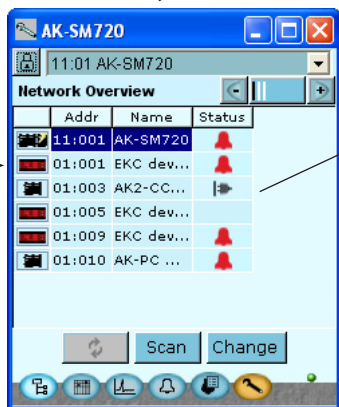 AK-SM720
11:01 AK-SM720
Network Overview
Addr Name Status
11:001 AK-SM720
01:001 EKC dev...
01:003 AK2-CC...
01:005 EKC dev...
01:009 EKC dev...
01:010 AK-PC ...
Scan Change